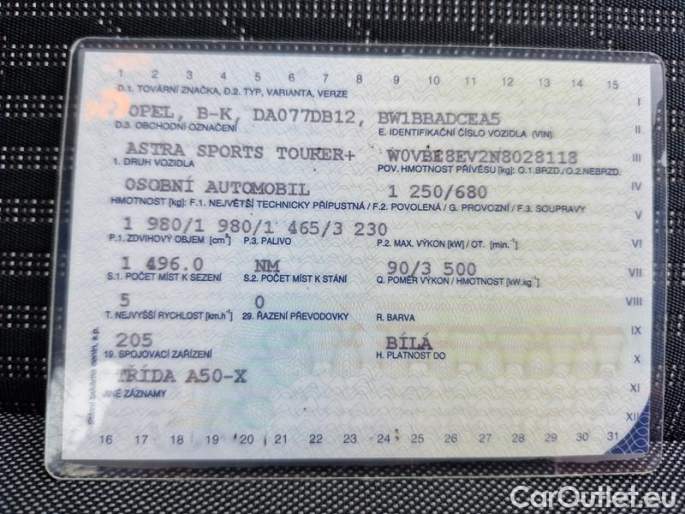 1 2 3 4 5 6 7 8 9 10 11 12 13 14 15
D.1. TOVÁRNÍ ZNAČKA, D.2. TYP, VARIANTA, VERZE
OPEL, B-K, DA077DB12, BW1BBADCEA5
I
D.3. OBCHODNÍ OZNAČENÍ E. IDENTIFIKAČNÍ ČÍSLO VOZIDLA (VIN)
II
ASTRA SPORTS TOURER+ W0VBE8EV2N8028118
III
1. DRUH VOZIDLA POV. HMOTNOST PŘÍVĚSU [kg]: O.1.BRZD./O.2.NEBRZD.
OSOBNÍ AUTOMOBIL 1 250/680
IV
HMOTNOST [kg]: F.1. NEJVĚTŠÍ TECHNICKY PŘÍPUSTNÁ / F.2. POVOLENÁ / G. PROVOZNÍ / F.3. SOUPRAVY
V
1 980/1 980/1 465/3 230
P.1. ZDVIHOVÝ OBJEM [cm³] P.3. PALIVO P.2. MAX. VÝKON [kW] / OT. [min.⁻¹]
VI
1 496.0 NM 90/3 500
VII
S.1. POČET MÍST K SEZENÍ S.2. POČET MÍST K STÁNÍ Q. POMĚR VÝKON / HMOTNOST [kW.kg⁻¹]
5 0
VIII
T. NEJVYŠŠÍ RYCHLOST [km.h⁻¹] 29. ŘAZENÍ PŘEVODOVKY R. BARVA
205 BÍLÁ
IX
19. SPOJOVACÍ ZAŘÍZENÍ H. PLATNOST DO
X
TŘÍDA A50-X
XI
JINÉ ZÁZNAMY
XII
16 17 18 19 20 21 22 23 24 25 26 27 28 29 30 31
CarOutlet.eu